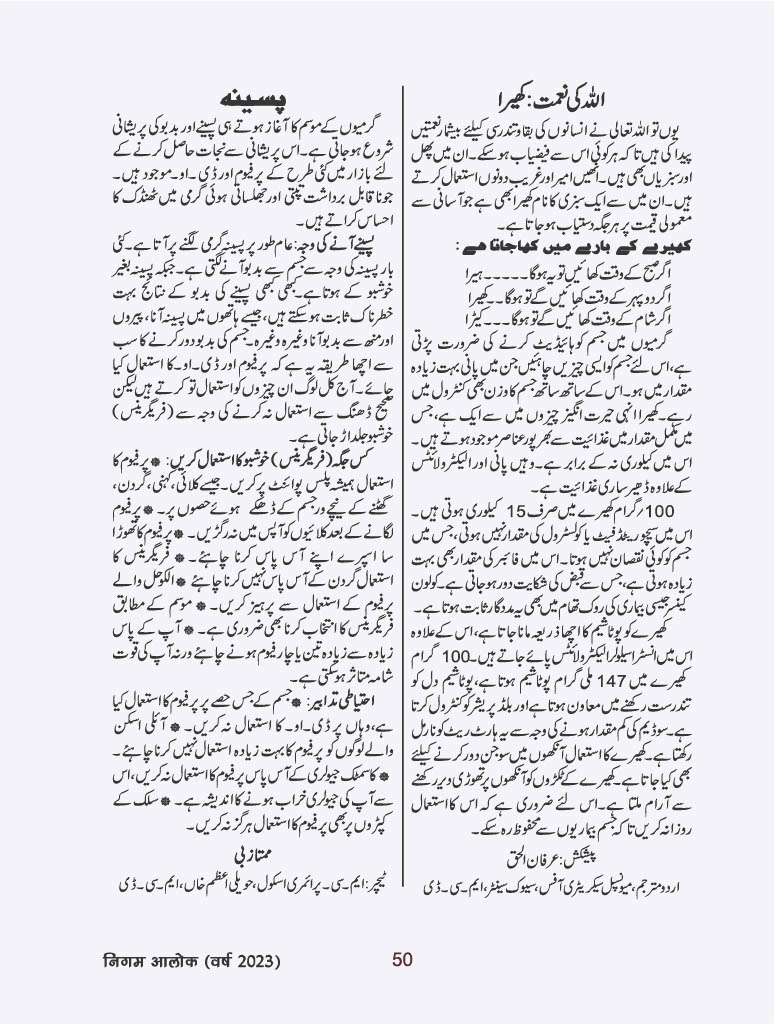 اللہ کی نعمت: کھیرا
یوں تو اللہ تعالی نے انسانوں کی بقا و تندرسی کیلئے بیشمار نعمتیں
پیدا کی ہیں تاکہ ہر کوئی اس سے فیضیاب ہو سکے۔ ان میں پھل
اور سبزیاں بھی ہیں۔ انھیں امیر اور غریب دونوں استعمال کرتے
ہیں۔ ان میں سے ایک سبزی کا نام کھیرا بھی ہے جو آسانی سے
معمولی قیمت پر ہر جگہ دستیاب ہو جاتا ہے۔
کھیرے کے بارے میں کہا جاتا ہے:
اگر صبح کے وقت کھائیں تو یہ ہوگا ۔۔۔۔۔ ہیرا
اگر دوپہر کے وقت کھائیں گے تو ہوگا ۔۔ کھیرا
اگر شام کے وقت کھائیں گے تو ہوگا ۔۔۔ کیڑا
گرمیوں میں جسم کو ہائیڈیٹ کرنے کی ضرورت پڑتی
ہے، اس لئے جسم کو ایسی چیزیں چاہئیں جن میں پانی بہت زیادہ
مقدار میں ہو۔ اس کے ساتھ ساتھ جسم کا وزن بھی کنٹرول میں
رہے۔ کھیرا انہی حیرت انگیز چیزوں میں سے ایک ہے، جس
میں مکمل مقدار میں غذائیت سے بھرپور عناصر موجود ہوتے ہیں۔
اس میں کیلوری نہ کے برابر ہے۔ وہیں پانی اور الیکٹرولائٹس
کے علاوہ ڈھیر ساری غذائیت ہے۔
100/گرام کھیرے میں صرف 15 کیلوری ہوتی ہیں۔
اس میں سیچوریٹڈ فیٹ یا کولسٹرول کی مقدار نہیں ہوتی، جس میں
جسم کو کوئی نقصان نہیں ہوتا۔ اس میں فائبر کی مقدار بھی بہت
زیادہ ہوتی ہے، جس سے قبض کی شکایت دور ہو جاتی ہے۔ کولون
کینسر جیسی بیماری کی روک تھام میں بھی یہ مددگار ثابت ہوتا ہے۔
کھیرے کو پوٹاشیم کا اچھا ذریعہ مانا جاتا ہے، اس کے علاوہ
اس میں انسٹراسیلولر الیکٹرولائٹس پائے جاتے ہیں۔ 100 گرام
کھیرے میں 147 ملی گرام پوٹاشیم ہوتا ہے، پوٹاشیم دل کو
تندرست رکھنے میں معاون ہوتا ہے اور بلڈ پریشر کو کنٹرول کرتا
ہے۔ سوڈیم کی کم مقدار ہونے کی وجہ سے یہ ہارٹ ریٹ کو نارمل
رکھتا ہے۔ کھیرے کا استعمال آنکھوں میں سوجن دور کرنے کیلئے
بھی کیا جاتا ہے۔ کھیرے کے ٹکڑوں کو آنکھوں پر تھوڑی دیر رکھنے
سے آرام ملتا ہے۔ اس لئے ضروری ہے کہ اس کا استعمال
روزانہ کریں تاکہ جسم بیماریوں سے محفوظ رہ سکے۔
پیشکش: عرفان الحق
اردو مترجم، میونسپل سیکریٹری آفس، سیوک سینٹر، ایم۔سی۔ڈی
پسینہ
گرمیوں کے موسم کا آغاز ہوتے ہی پسینے اور بدبو کی پریشانی
شروع ہو جاتی ہے۔ اس پریشانی سے نجات حاصل کرنے کے
لئے بازار میں کئی طرح کے پرفیوم اور ڈی۔او۔ موجود ہیں۔
جو ناقابل برداشت تپتی اور جھلساتی ہوئی گرمی میں ٹھنڈک کا
احساس کراتے ہیں۔
پسینے آنے کی وجہ: عام طور پر پسینہ گرمی لگنے پر آتا ہے۔ کئی
بار پسینہ کی وجہ سے جسم سے بدبو آنے لگتی ہے۔ جبکہ پسینہ بغیر
خوشبو کے ہوتا ہے۔ کبھی کبھی پسینے کی بدبو کے نتائج بہت
خطرناک ثابت ہو سکتے ہیں، جیسے ہاتھوں میں پسینہ آنا، پیروں
اور منھ سے بدبو آنا وغیرہ وغیرہ۔ جسم کی بدبو دور کرنے کا سب
سے اچھا طریقہ یہ ہے کہ پرفیوم اور ڈی۔او۔ کا استعمال کیا
جائے۔ آج کل لوگ ان چیزوں کو استعمال تو کرتے ہیں لیکن
صحیح ڈھنگ سے استعمال نہ کرنے کی وجہ سے (فریگرینس)
خوشبو جلد اڑ جاتی ہے۔
کس جگہ (فریگرینس) خوشبو کا استعمال کریں: * پرفیوم کا
استعمال ہمیشہ پلس پوائنٹ پر کریں۔ جیسے کلائی، کہنی، گردن،
گھٹنے کے نیچے ورجسم کے ڈھکے ہوئے حصوں پر۔ * پرفیوم
لگانے کے بعد کلائیوں کو آپس میں نہ رگڑیں۔ * پرفیوم کا تھوڑا
سا اسپرے اپنے آس پاس کرنا چاہئے۔ * فریگرینس کا
استعمال گردن کے آس پاس نہیں کرنا چاہئے * الکوحل والے
پرفیوم کے استعمال سے پرہیز کریں۔ * موسم کے مطابق
فریگرینس کا انتخاب کرنا بھی ضروری ہے۔ * آپ کے پاس
زیادہ سے زیادہ تین یا چار پرفیوم ہونے چاہئے ورنہ آپ کی قوت
شامہ متاثر ہو سکتی ہے۔
احتیاطی تدابیر: * جسم کے جس حصے پر پرفیوم کا استعمال کیا
ہے، وہاں پر ڈی۔او۔ کا استعمال نہ کریں۔ * آئلی اسکن
والے لوگوں کو پرفیوم کا بہت زیادہ استعمال نہیں کرنا چاہئے۔
* کاسمٹک جیولری کے آس پاس پرفیوم کا استعمال نہ کریں، اس
سے آپ کی جیولری خراب ہونے کا اندیشہ ہے۔ * سلک کے
کپڑوں پر بھی پرفیوم کا استعمال ہرگز نہ کریں۔
ممتاز بی
ٹیچر: ایم۔سی۔ پرائمری اسکول، حویلی اعظم خاں، ایم۔سی۔ڈی
निगम आलोक (वर्ष 2023)
50